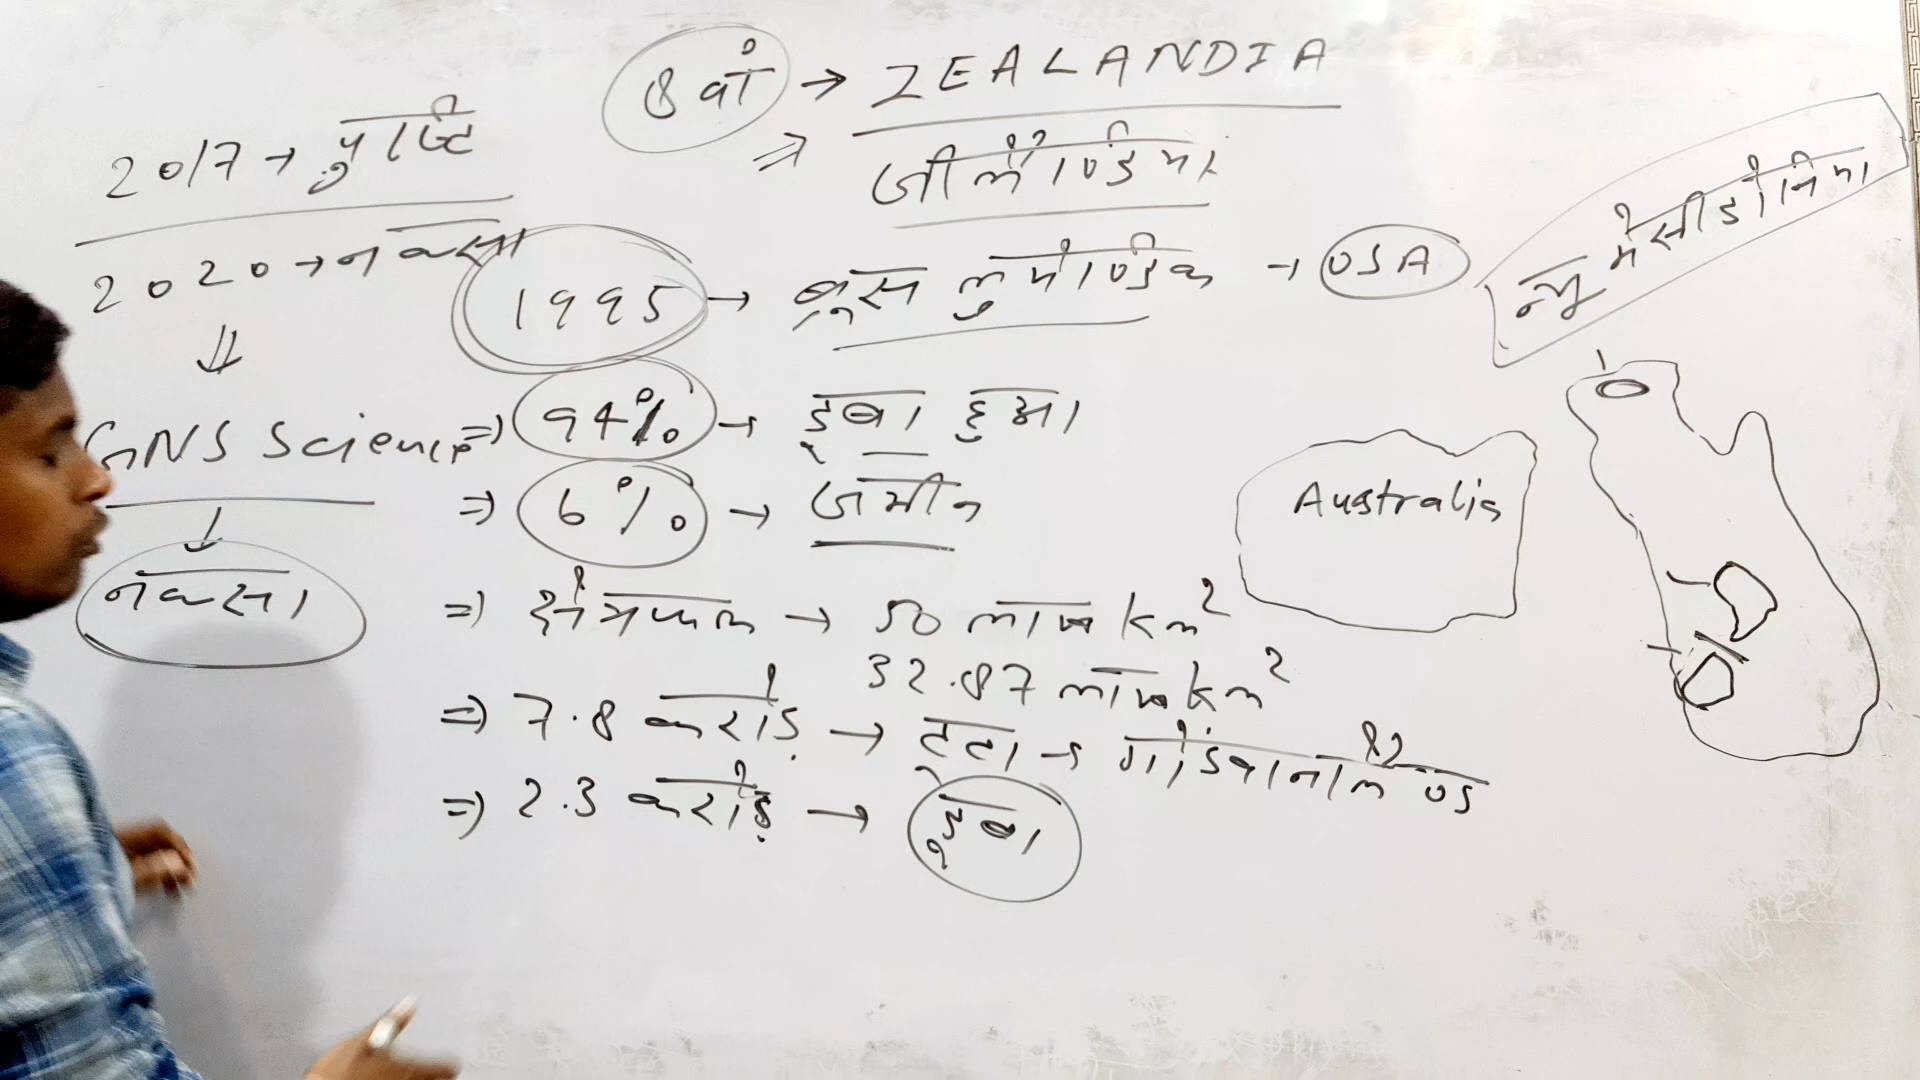 8 वां → ZEALANDIA
⇒ जीलैण्डिया
2017 → पुष्टि
2020 → नक्सा
⇓
GNS Science
↓
नक्सा
1995 → ब्रूस लुयेण्डिक → USA
⇒ 94% → डूबा हुआ
⇒ 6% → जमीन
⇒ क्षेत्रफल → 50 लाख km²
32.87 लाख km²
⇒ 7.8 करोड़ → टूटा → गोंडवानालैण्ड
⇒ 2.3 करोड़ → डूबा
न्यू केलीडोनिया
Australia